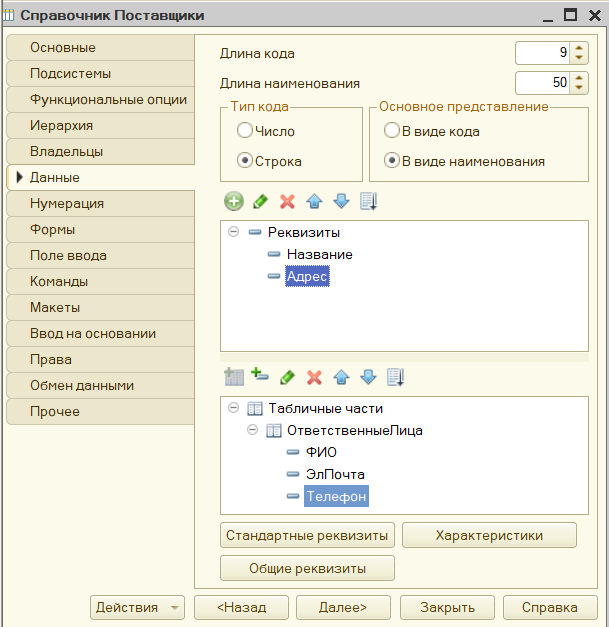 Справочник Поставщики
Основные
Подсистемы
Функциональные опции
Иерархия
Владельцы
Данные
Нумерация
Формы
Поле ввода
Команды
Макеты
Ввод на основании
Права
Обмен данными
Прочее
Длина кода 9
Длина наименования 50
Тип кода
Число
Строка
Основное представление
В виде кода
В виде наименования
Реквизиты
Название
Адрес
Табличные части
ОтветственныеЛица
ФИО
ЭлПочта
Телефон
Стандартные реквизиты Характеристики
Общие реквизиты
Действия <Назад Далее> Закрыть Справка